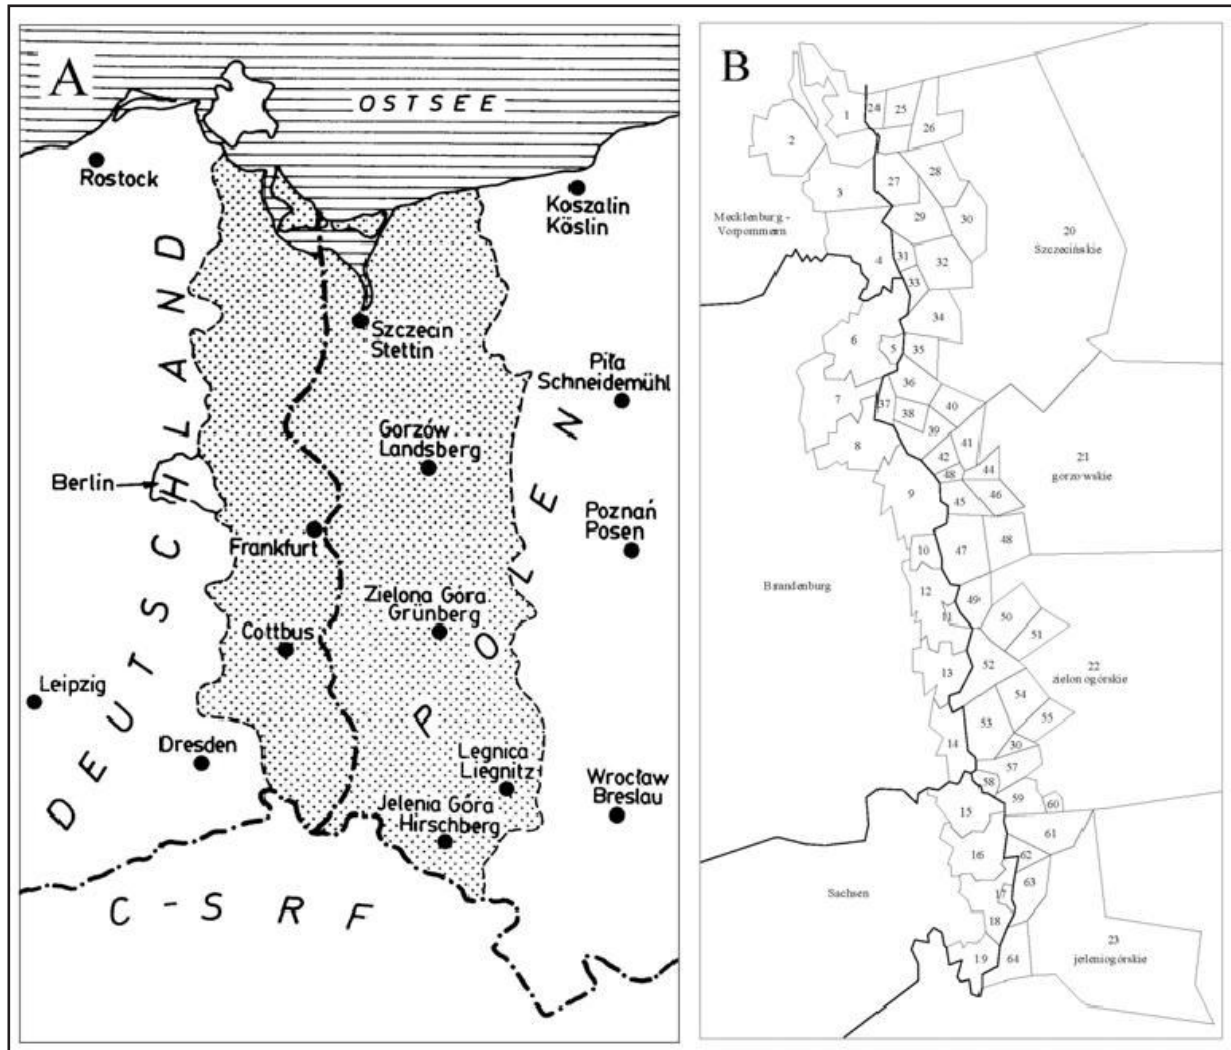 A
OSTSEE
Rostock
Koszalin
Köslin
Szczecin
Stettin
Piła
Schneidemühl
Gorzów
Landsberg
Berlin
Poznań
Posen
Frankfurt
Zielona Góra
Grünberg
Cottbus
Leipzig
Dresden
Legnica
Liegnitz
Wrocław
Breslau
Jelenia Góra
Hirschberg
DEUTSCHLAND
POLEN
C-SRF
B
1
24
25
26
2
3
27
28
Mecklenburg -
Vorpommern
29
30
20
Szczecińskie
4
31
32
33
34
6
5
35
7
36
37
38
40
39
8
41
42
21
gorzowskie
48
44
9
45
46
10
47
48
Brandenburg
12
11
49
50
51
13
52
22
zielonogórskie
54
53
55
14
30
57
58
15
59
60
61
16
62
Sachsen
17
63
18
23
jeleniogórskie
19
64